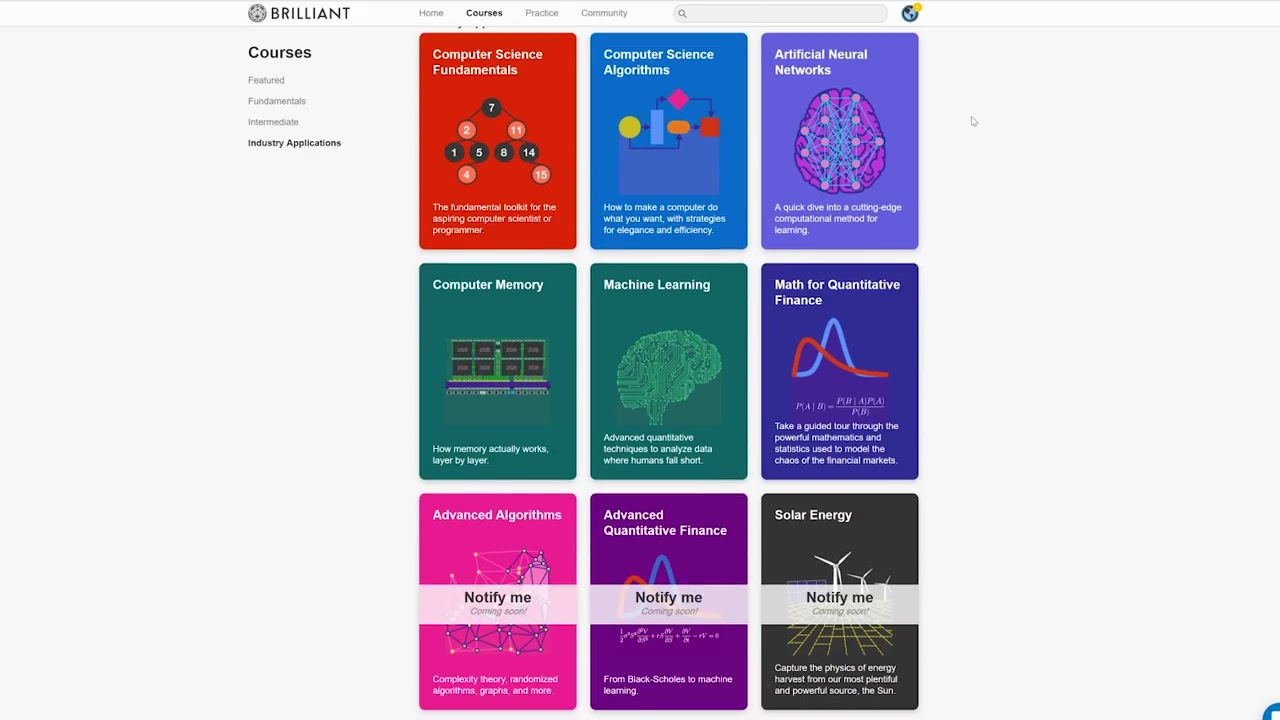 BRILLIANT
Home
Courses
Practice
Community
Courses
Featured
Fundamentals
Intermediate
Industry Applications
Computer Science
Fundamentals
7
2
11
1
5
8
14
4
15
The fundamental toolkit for the
aspiring computer scientist or
programmer.
Computer Science
Algorithms
How to make a computer do
what you want, with strategies
for elegance and efficiency.
Artificial Neural
Networks
A quick dive into a cutting-edge
computational method for
learning.
Computer Memory
How memory actually works,
layer by layer.
Machine Learning
Advanced quantitative
techniques to analyze data
where humans fall short.
Math for Quantitative
Finance
P(A | B) = P(B | A)P(A) / P(B)
Take a guided tour through the
powerful mathematics and
statistics used to model the
chaos of the financial markets.
Advanced Algorithms
Notify me
Coming soon!
Complexity theory, randomized
algorithms, graphs, and more.
Advanced
Quantitative Finance
Notify me
Coming soon!
From Black-Scholes to machine
learning.
Solar Energy
Notify me
Coming soon!
Capture the physics of energy
harvest from our most plentiful
and powerful source, the Sun.